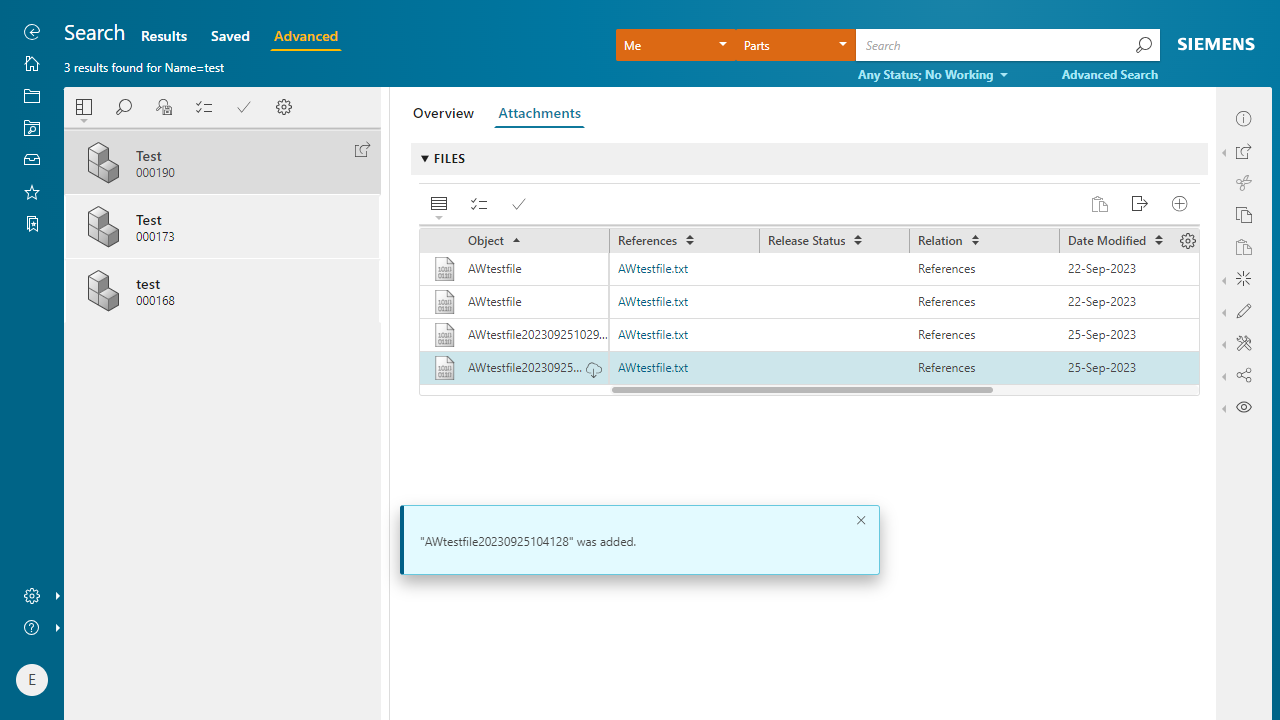 Search Results Saved Advanced
3 results found for Name=test
Me Parts Search SIEMENS
Any Status; No Working Advanced Search
Test
000190
Test
000173
test
000168
Overview Attachments
FILES
Object References Release Status Relation Date Modified
AWtestfile AWtestfile.txt References 22-Sep-2023
AWtestfile AWtestfile.txt References 22-Sep-2023
AWtestfile202309251029... AWtestfile.txt References 25-Sep-2023
AWtestfile20230925... AWtestfile.txt References 25-Sep-2023
"AWtestfile20230925104128" was added.
E